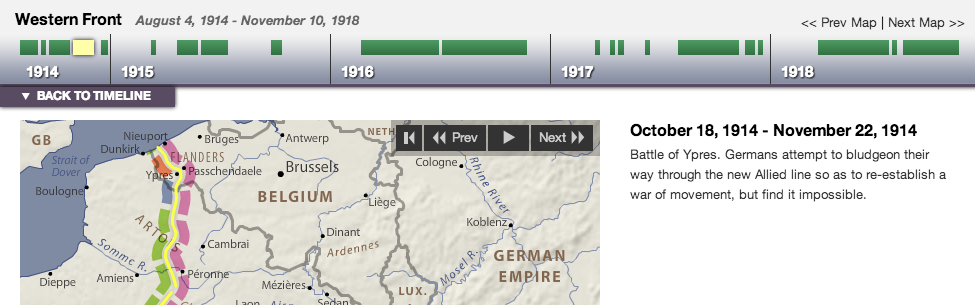 Western Front August 4, 1914 - November 10, 1918
<< Prev Map | Next Map >>
1914 1915 1916 1917 1918
▼ BACK TO TIMELINE
GB
Strait of
Dover
Nieuport
Dunkirk
Bruges
Antwerp
NETH
Prev
Next
FLANDERS
Ypres
Passchendaele
Brussels
Cologne
Rhine River
Boulogne
BELGIUM
Liège
ARTOIS
Cambrai
Dinant
Ardennes
Koblenz
Somme R.
Mosel R.
GERMAN
EMPIRE
Dieppe
Amiens
Péronne
Mézières
LUX.
Laon
Sedan
October 18, 1914 - November 22, 1914
Battle of Ypres. Germans attempt to bludgeon their
way through the new Allied line so as to re-establish a
war of movement, but find it impossible.